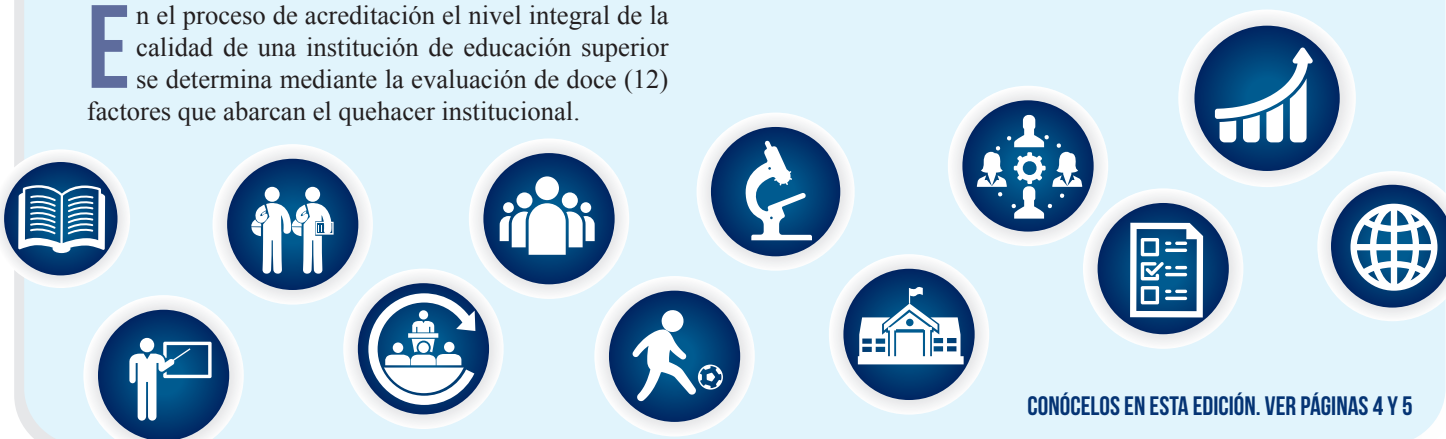 En el proceso de acreditación el nivel integral de la
calidad de una institución de educación superior
se determina mediante la evaluación de doce (12)
factores que abarcan el quehacer institucional.
CONÓCELOS EN ESTA EDICIÓN. VER PÁGINAS 4 Y 5